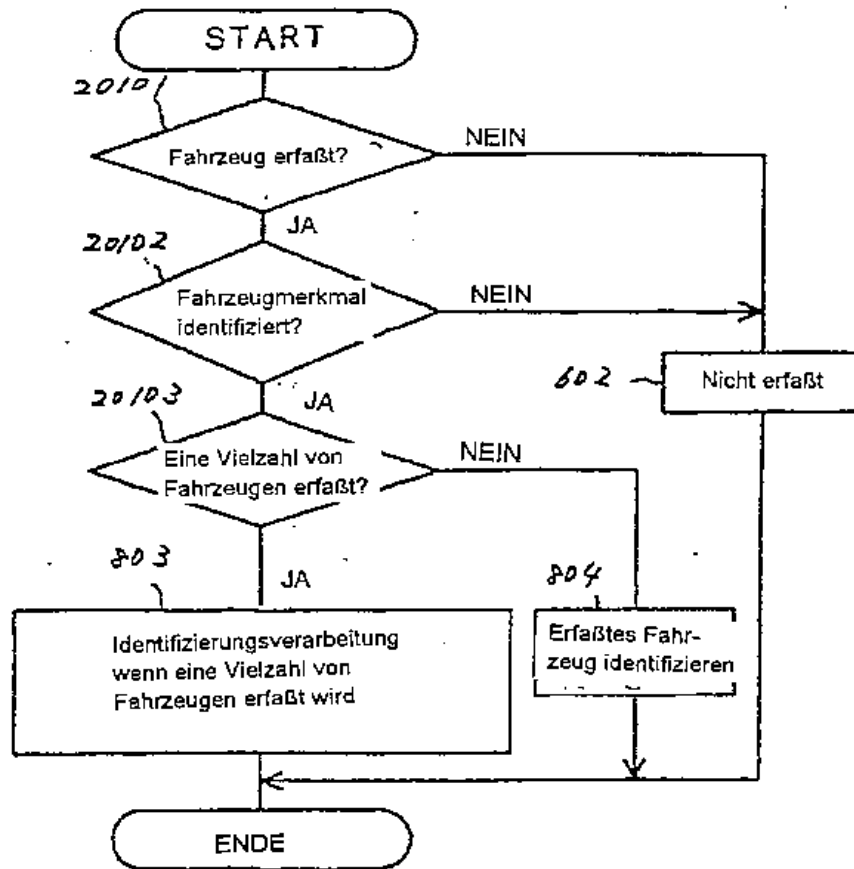 START
20101
Fahrzeug erfaßt?
NEIN
JA
20102
Fahrzeugmerkmal
identifiziert?
NEIN
602
Nicht erfaßt
JA
20103
Eine Vielzahl von
Fahrzeugen erfaßt?
NEIN
JA
803
Identifizierungsverarbeitung
wenn eine Vielzahl von
Fahrzeugen erfaßt wird
804
Erfaßtes Fahr-
zeug identifizieren
ENDE